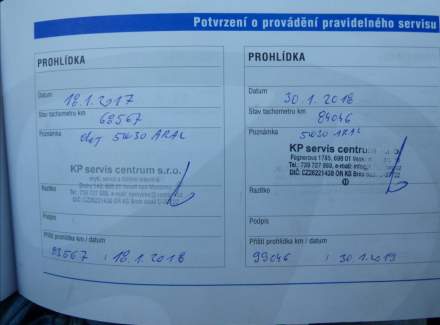 Potvrzení o provádění pravidelného servisu
PROHLÍDKA
Datum
18.1.2017
Stav tachometru km
68567
Poznámka
olej 5W30 ARAL
KP servis centrum s.r.o.
Razítko
Podpis
Příští prohlídka km / datum
83567 / 18.1.2018
PROHLÍDKA
Datum
30.1.2018
Stav tachometru km
84046
Poznámka
5W30 ARAL
KP servis centru
Razítko
Podpis
Příští prohlídka km / datum
99046 / 30.1.2019